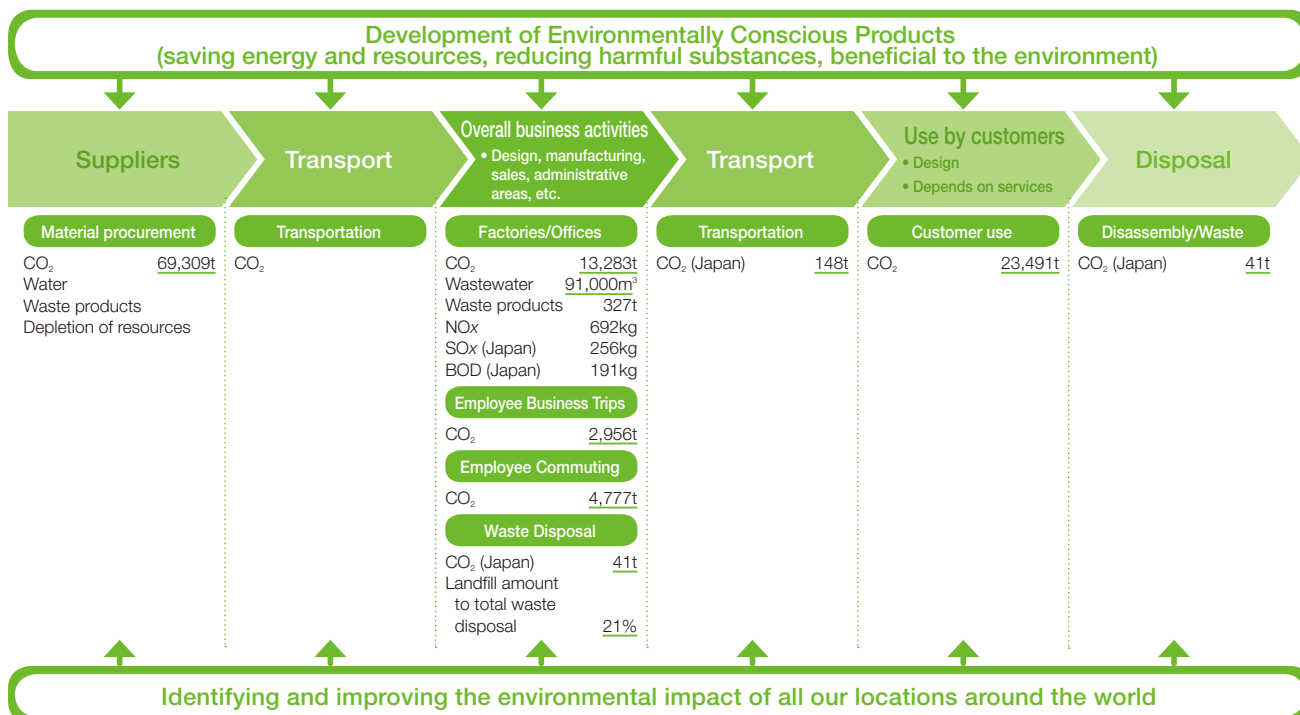 Development of Environmentally Conscious Products
(saving energy and resources, reducing harmful substances, beneficial to the environment)
Suppliers
Transport
Overall business activities
• Design, manufacturing,
sales, administrative
areas, etc.
Transport
Use by customers
• Design
• Depends on services
Disposal
Material procurement
CO₂ 69,309t
Water
Waste products
Depletion of resources
Transportation
CO₂
Factories/Offices
CO₂ 13,283t
Wastewater 91,000m³
Waste products 327t
NOx 692kg
SOx (Japan) 256kg
BOD (Japan) 191kg
Employee Business Trips
CO₂ 2,956t
Employee Commuting
CO₂ 4,777t
Waste Disposal
CO₂ (Japan) 41t
Landfill amount
to total waste
disposal 21%
Transportation
CO₂ (Japan) 148t
Customer use
CO₂ 23,491t
Disassembly/Waste
CO₂ (Japan) 41t
Identifying and improving the environmental impact of all our locations around the world